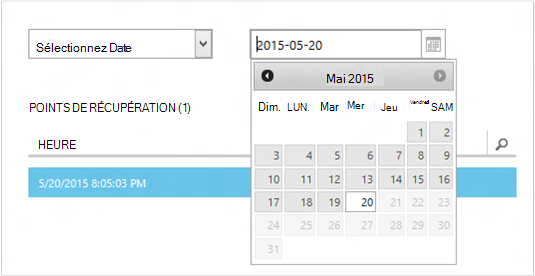 Sélectionnez Date
2015-05-20
Mai 2015
Dim. LUN. Mar Mer Jeu Vendred SAM
1 2
3 4 5 6 7 8 9
10 11 12 13 14 15 16
17 18 19 20 21 22 23
24 25 26 27 28 29 30
31
POINTS DE RÉCUPÉRATION (1)
HEURE
5/20/2015 8:05:03 PM